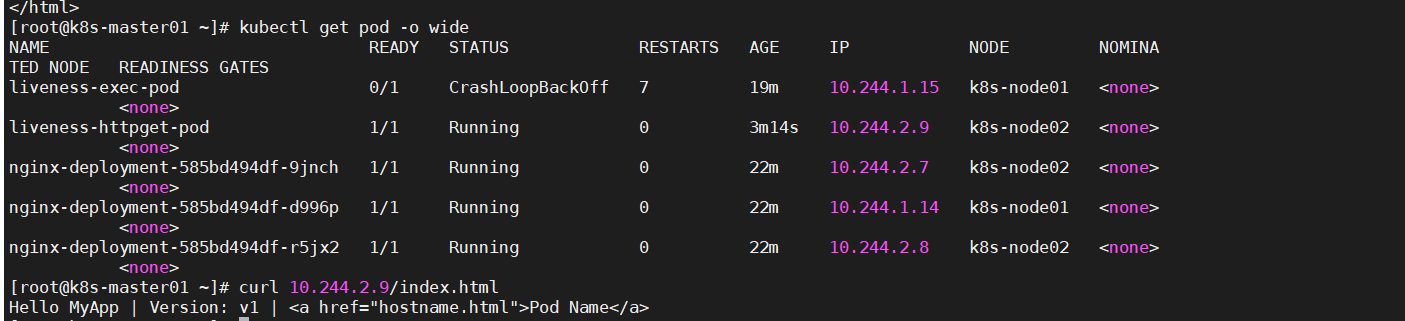 </html>
[root@k8s-master01 ~]# kubectl get pod -o wide
NAME                                READY   STATUS             RESTARTS   AGE     IP            NODE         NOMINA
TED NODE   READINESS GATES
liveness-exec-pod                   0/1     CrashLoopBackOff   7          19m     10.244.1.15   k8s-node01   <none>
           <none>
liveness-httpget-pod                1/1     Running            0          3m14s   10.244.2.9    k8s-node02   <none>
           <none>
nginx-deployment-585bd494df-9jnch   1/1     Running            0          22m     10.244.2.7    k8s-node02   <none>
           <none>
nginx-deployment-585bd494df-d996p   1/1     Running            0          22m     10.244.1.14   k8s-node01   <none>
           <none>
nginx-deployment-585bd494df-r5jx2   1/1     Running            0          22m     10.244.2.8    k8s-node02   <none>
           <none>
[root@k8s-master01 ~]# curl 10.244.2.9/index.html
Hello MyApp | Version: v1 | <a href="hostname.html">Pod Name</a>